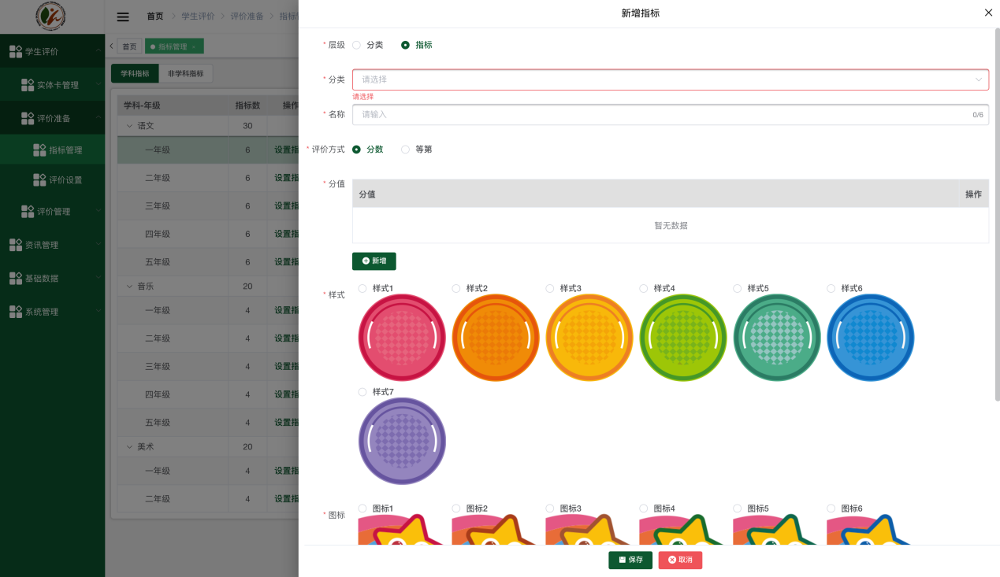 首页 学生评价 评价准备
新增指标
学生评价
首页
指标管理
实体卡管理
评价准备
指标管理
评价设置
评价管理
资讯管理
基础数据
系统管理
学科指标
非学科指标
学科-年级 指标数 操作
语文 30
一年级 6 设置指
二年级 6 设置指
三年级 6 设置指
四年级 6 设置指
五年级 6 设置指
音乐 20
一年级 4 设置指
二年级 4 设置指
三年级 4 设置指
四年级 4 设置指
五年级 4 设置指
美术 20
一年级 4 设置指
二年级 4 设置指
* 层级 分类 指标
* 分类 请选择
请选择
* 名称 请输入 0/6
* 评价方式 分数 等第
* 分值
分值 操作
暂无数据
新增
* 样式
样式1 样式2 样式3 样式4 样式5 样式6
样式7
* 图标
图标1 图标2 图标3 图标4 图标5 图标6
保存 取消